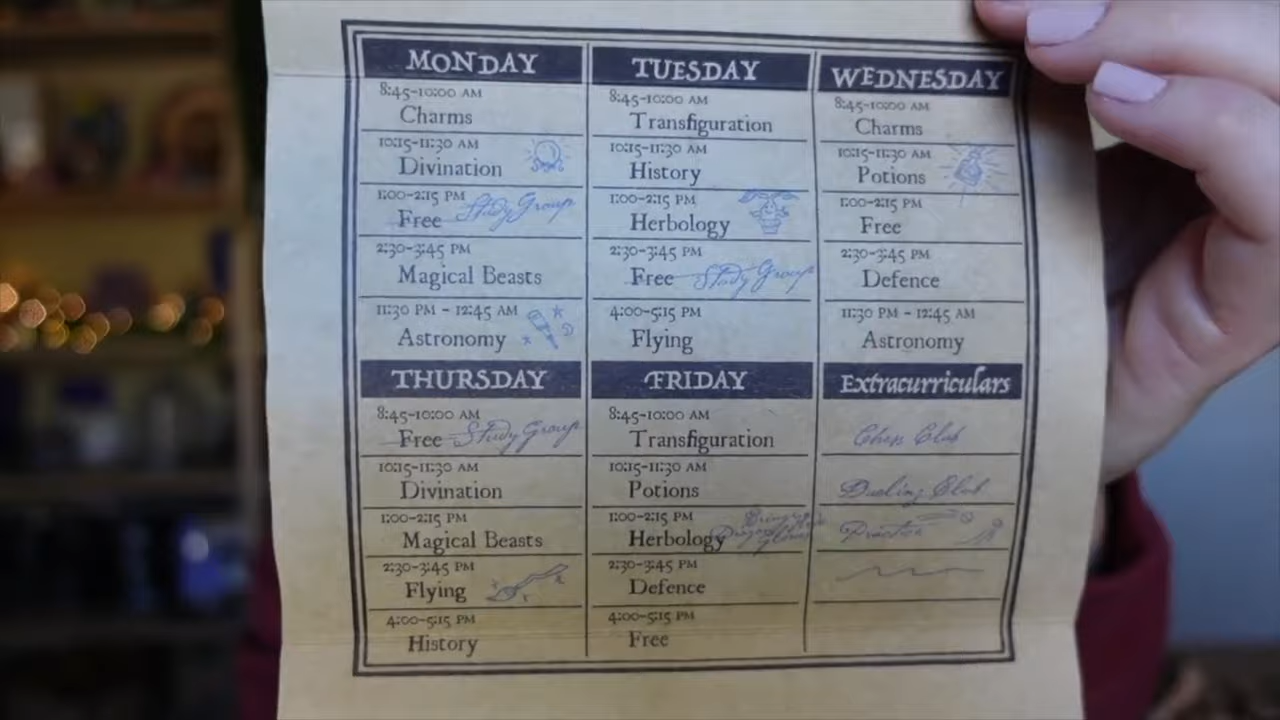 MONDAY
8:45-10:00 AM
Charms
10:15-11:30 AM
Divination
1:00-2:15 PM
Free Study Group
2:30-3:45 PM
Magical Beasts
11:30 PM - 12:45 AM
Astronomy
TUESDAY
8:45-10:00 AM
Transfiguration
10:15-11:30 AM
History
1:00-2:15 PM
Herbology
2:30-3:45 PM
Free Study Group
4:00-5:15 PM
Flying
WEDNESDAY
8:45-10:00 AM
Charms
10:15-11:30 AM
Potions
1:00-2:15 PM
Free
2:30-3:45 PM
Defence
11:30 PM - 12:45 AM
Astronomy
THURSDAY
8:45-10:00 AM
Free Study Group
10:15-11:30 AM
Divination
1:00-2:15 PM
Magical Beasts
2:30-3:45 PM
Flying
4:00-5:15 PM
History
FRIDAY
8:45-10:00 AM
Transfiguration
10:15-11:30 AM
Potions
1:00-2:15 PM
Herbology
2:30-3:45 PM
Defence
4:00-5:15 PM
Free
Extracurriculars
Chess Club
Dueling Club
Practice